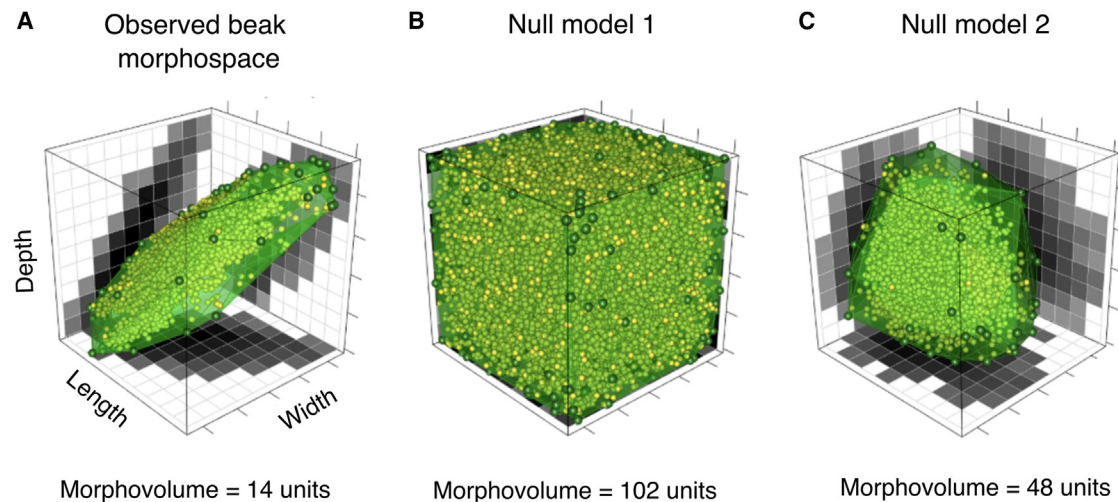 A
Observed beak
morphospace
B
Null model 1
C
Null model 2
Depth
Length
Width
Morphovolume = 14 units
Morphovolume = 102 units
Morphovolume = 48 units